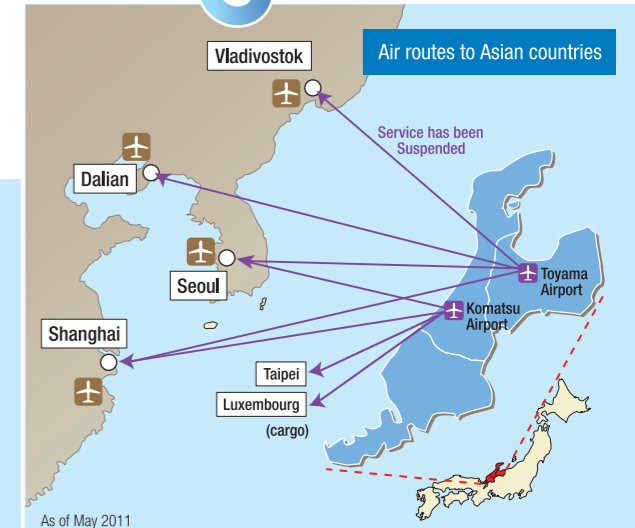 Air routes to Asian countries
Vladivostok
Service has been
Suspended
Dalian
Seoul
Toyama
Airport
Komatsu
Airport
Shanghai
Taipei
Luxembourg
(cargo)
As of May 2011